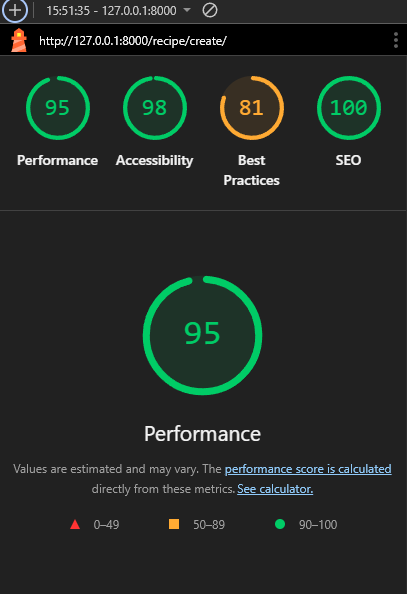 15:51:35 - 127.0.0.1:8000
http://127.0.0.1:8000/recipe/create/
95 98 81 100
Performance Accessibility Best Practices SEO
95
Performance
Values are estimated and may vary. The performance score is calculated
directly from these metrics. See calculator.
0–49 50–89 90–100